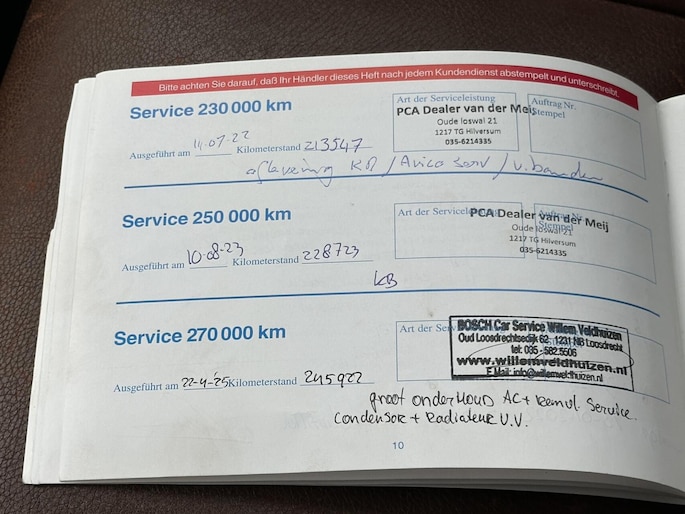 Bitte achten Sie darauf, daß Ihr Händler dieses Heft nach jedem Kundendienst abstempelt und unterschreibt.
Service 230 000 km
Art der Serviceleistung
Auftrag Nr.
Stempel
PCA Dealer van der Meij
Oude loswal 21
1217 TG Hilversum
035-6214335
Ausgeführt am 11-07-22 Kilometerstand 213547
aflevering KB / Airco serv / v. banden
Service 250 000 km
Art der Serviceleistung
Auftrag Nr.
Stempel
PCA Dealer van der Meij
Oude loswal 21
1217 TG Hilversum
035-6214335
Ausgeführt am 10-08-23 Kilometerstand 228723
KB
Service 270 000 km
Art der Ser
BOSCH Car Service Willem Veldhuizen
Oud Loosdrechtsedijk 62 1231 NB Loosdrecht
tel: 035 - 582.5506
www.willemveldhuizen.nl
E.Mail: info@willemveldhuizen.nl
Ausgeführt am 22-4-'25 Kilometerstand 245922
groot onderHoud AC + Remvl. Service.
Condensor + Radiateur V.V.
10